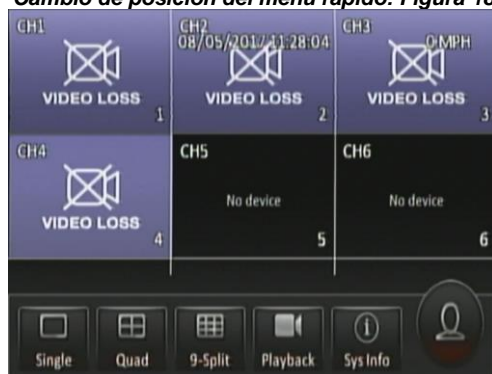 Cambio de posición del menú rápido. Figura
CH1
VIDEO LOSS
1
CH2
08/05/2017 11:28:04
VIDEO LOSS
2
CH3
0 MPH
VIDEO LOSS
3
CH4
VIDEO LOSS
4
CH5
No device
5
CH6
No device
6
Single
Quad
9-Split
Playback
Sys Info